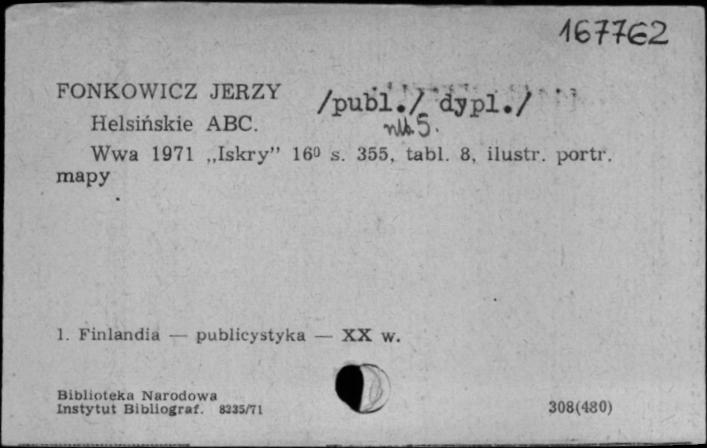 167762
FONKOWICZ JERZY /publ./ dypl./
Helsińskie ABC.
Wwa 1971 „Iskry” 16⁰ s. 355, tabl. 8, ilustr. portr.
mapy
1. Finlandia — publicystyka — XX w.
Biblioteka Narodowa
Instytut Bibliograf. 8235/71
308(480)